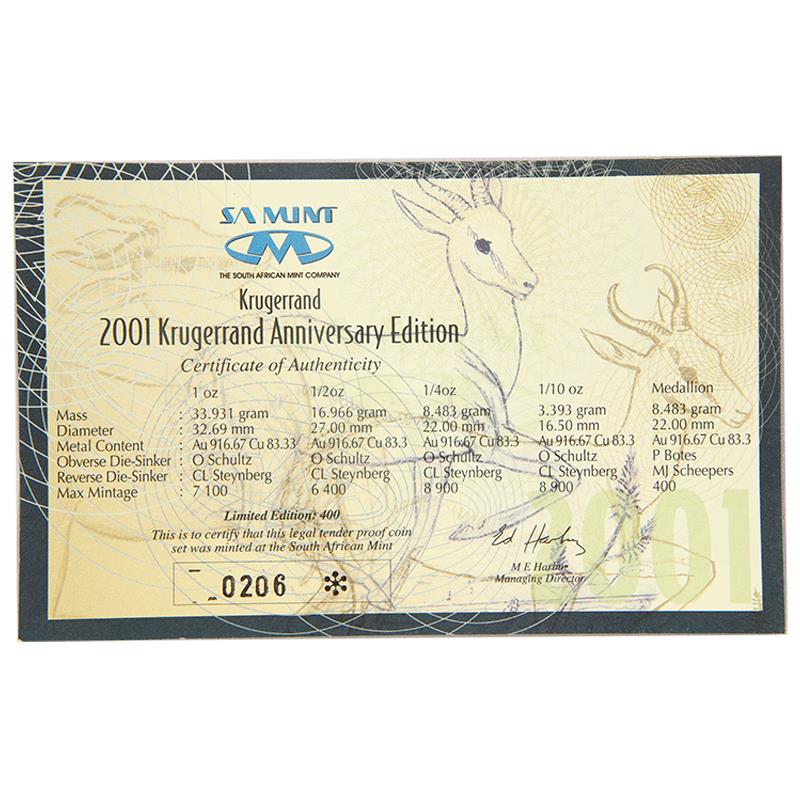 SA MINT
THE SOUTH AFRICAN MINT COMPANY
Krugerrand
2001 Krugerrand Anniversary Edition
Certificate of Authenticity
1 oz 1/2oz 1/4oz 1/10 oz Medallion
Mass : 33.931 gram 16.966 gram 8.483 gram 3.393 gram 8.483 gram
Diameter : 32.69 mm 27.00 mm 22.00 mm 16.50 mm 22.00 mm
Metal Content : Au 916.67 Cu 83.33 Au 916.67 Cu 83.3 Au 916.67 Cu 83.3 Au 916.67 Cu 83.3 Au 916.67 Cu 83.3
Obverse Die-Sinker : O Schultz O Schultz O Schultz O Schultz P Botes
Reverse Die-Sinker : CL Steynberg CL Steynberg CL Steynberg CL Steynberg MJ Scheepers
Max Mintage : 7 100 6 400 8 900 8 900 400
Limited Edition: 400
This is to certify that this legal tender proof coin
set was minted at the South African Mint
Ed Harby
M E Harby
Managing Director
0206 *
2001